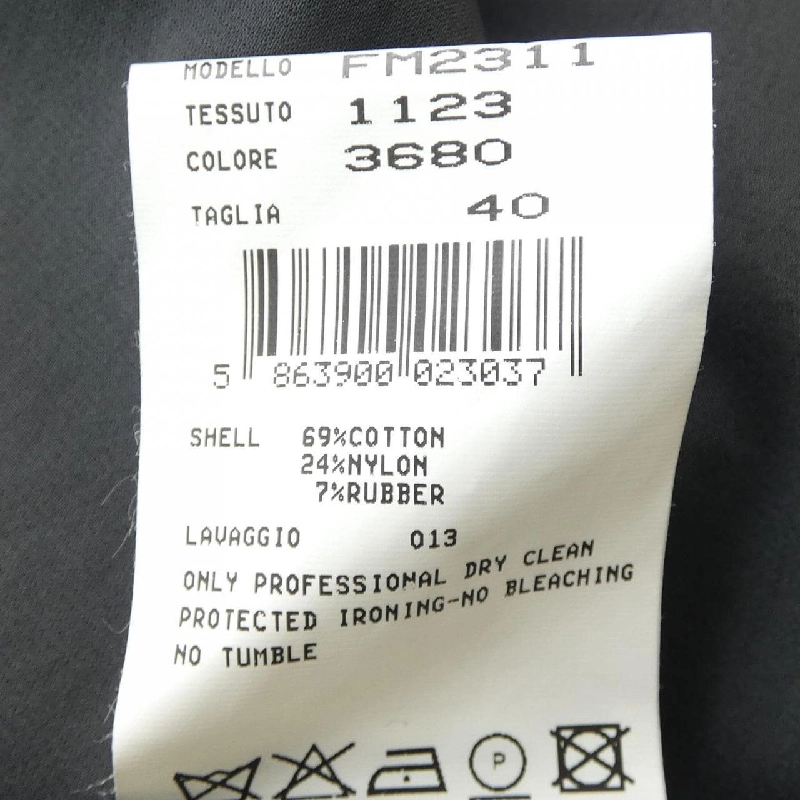 MODELLO FM2311
TESSUTO 1123
COLORE 3680
TAGLIA 40
5 863900 023037
SHELL 69%COTTON
24%NYLON
7%RUBBER
LAVAGGIO 013
ONLY PROFESSIONAL DRY CLEAN
PROTECTED IRONING-NO BLEACHING
NO TUMBLE
P